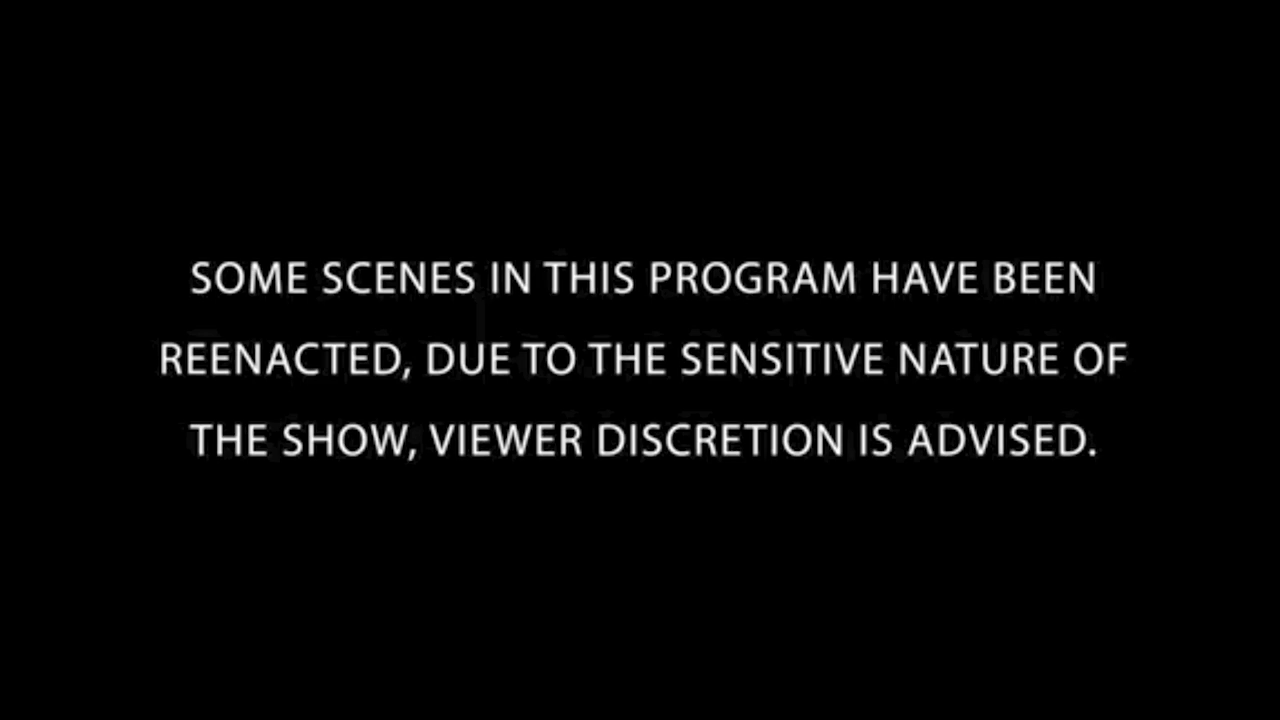 SOME SCENES IN THIS PROGRAM HAVE BEEN
REENACTED, DUE TO THE SENSITIVE NATURE OF
THE SHOW, VIEWER DISCRETION IS ADVISED.